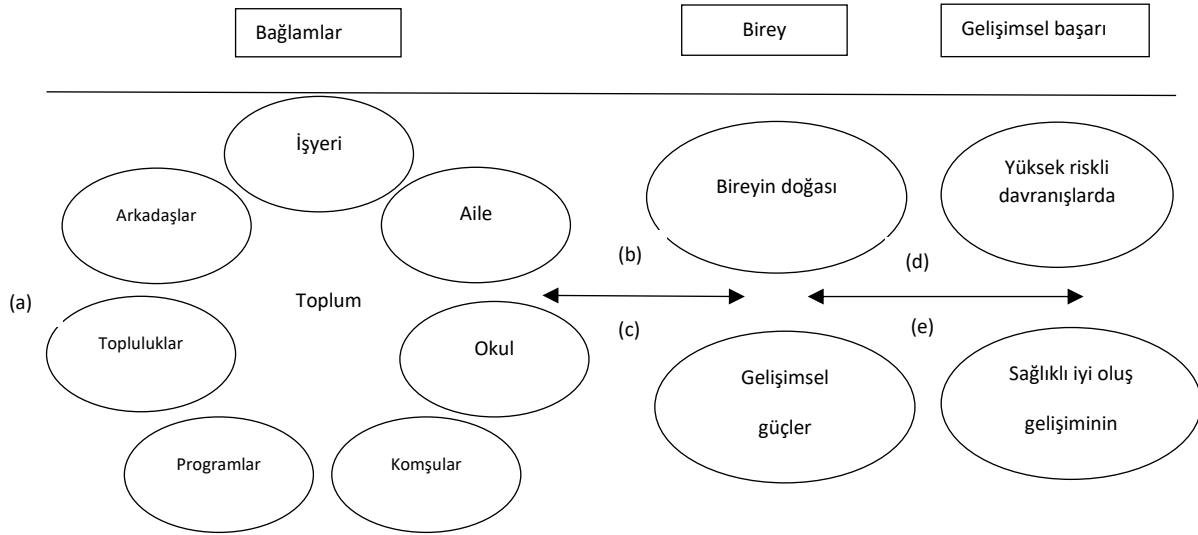 Bağlamlar
Birey
Gelişimsel başarı
İşyeri
Arkadaşlar
Aile
Bireyin doğası
Yüksek riskli
davranışlarda
(a)
Toplum
(b)
(d)
Topluluklar
Okul
(c)
(e)
Gelişimsel
güçler
Sağlıklı iyi oluş
gelişiminin
Programlar
Komşular